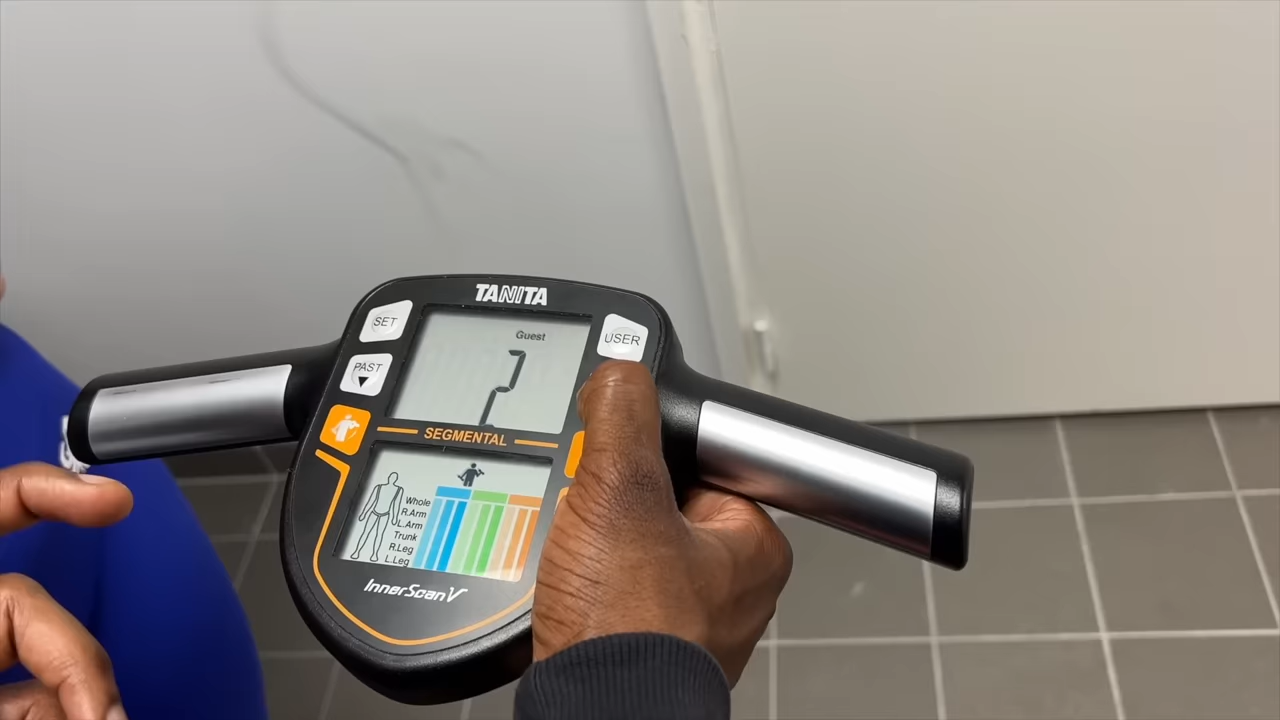 TANITA
SET
USER
Guest
PAST
2
SEGMENTAL
Whole
R.Arm
L.Arm
Trunk
R.Leg
L.Leg
InnerScan V